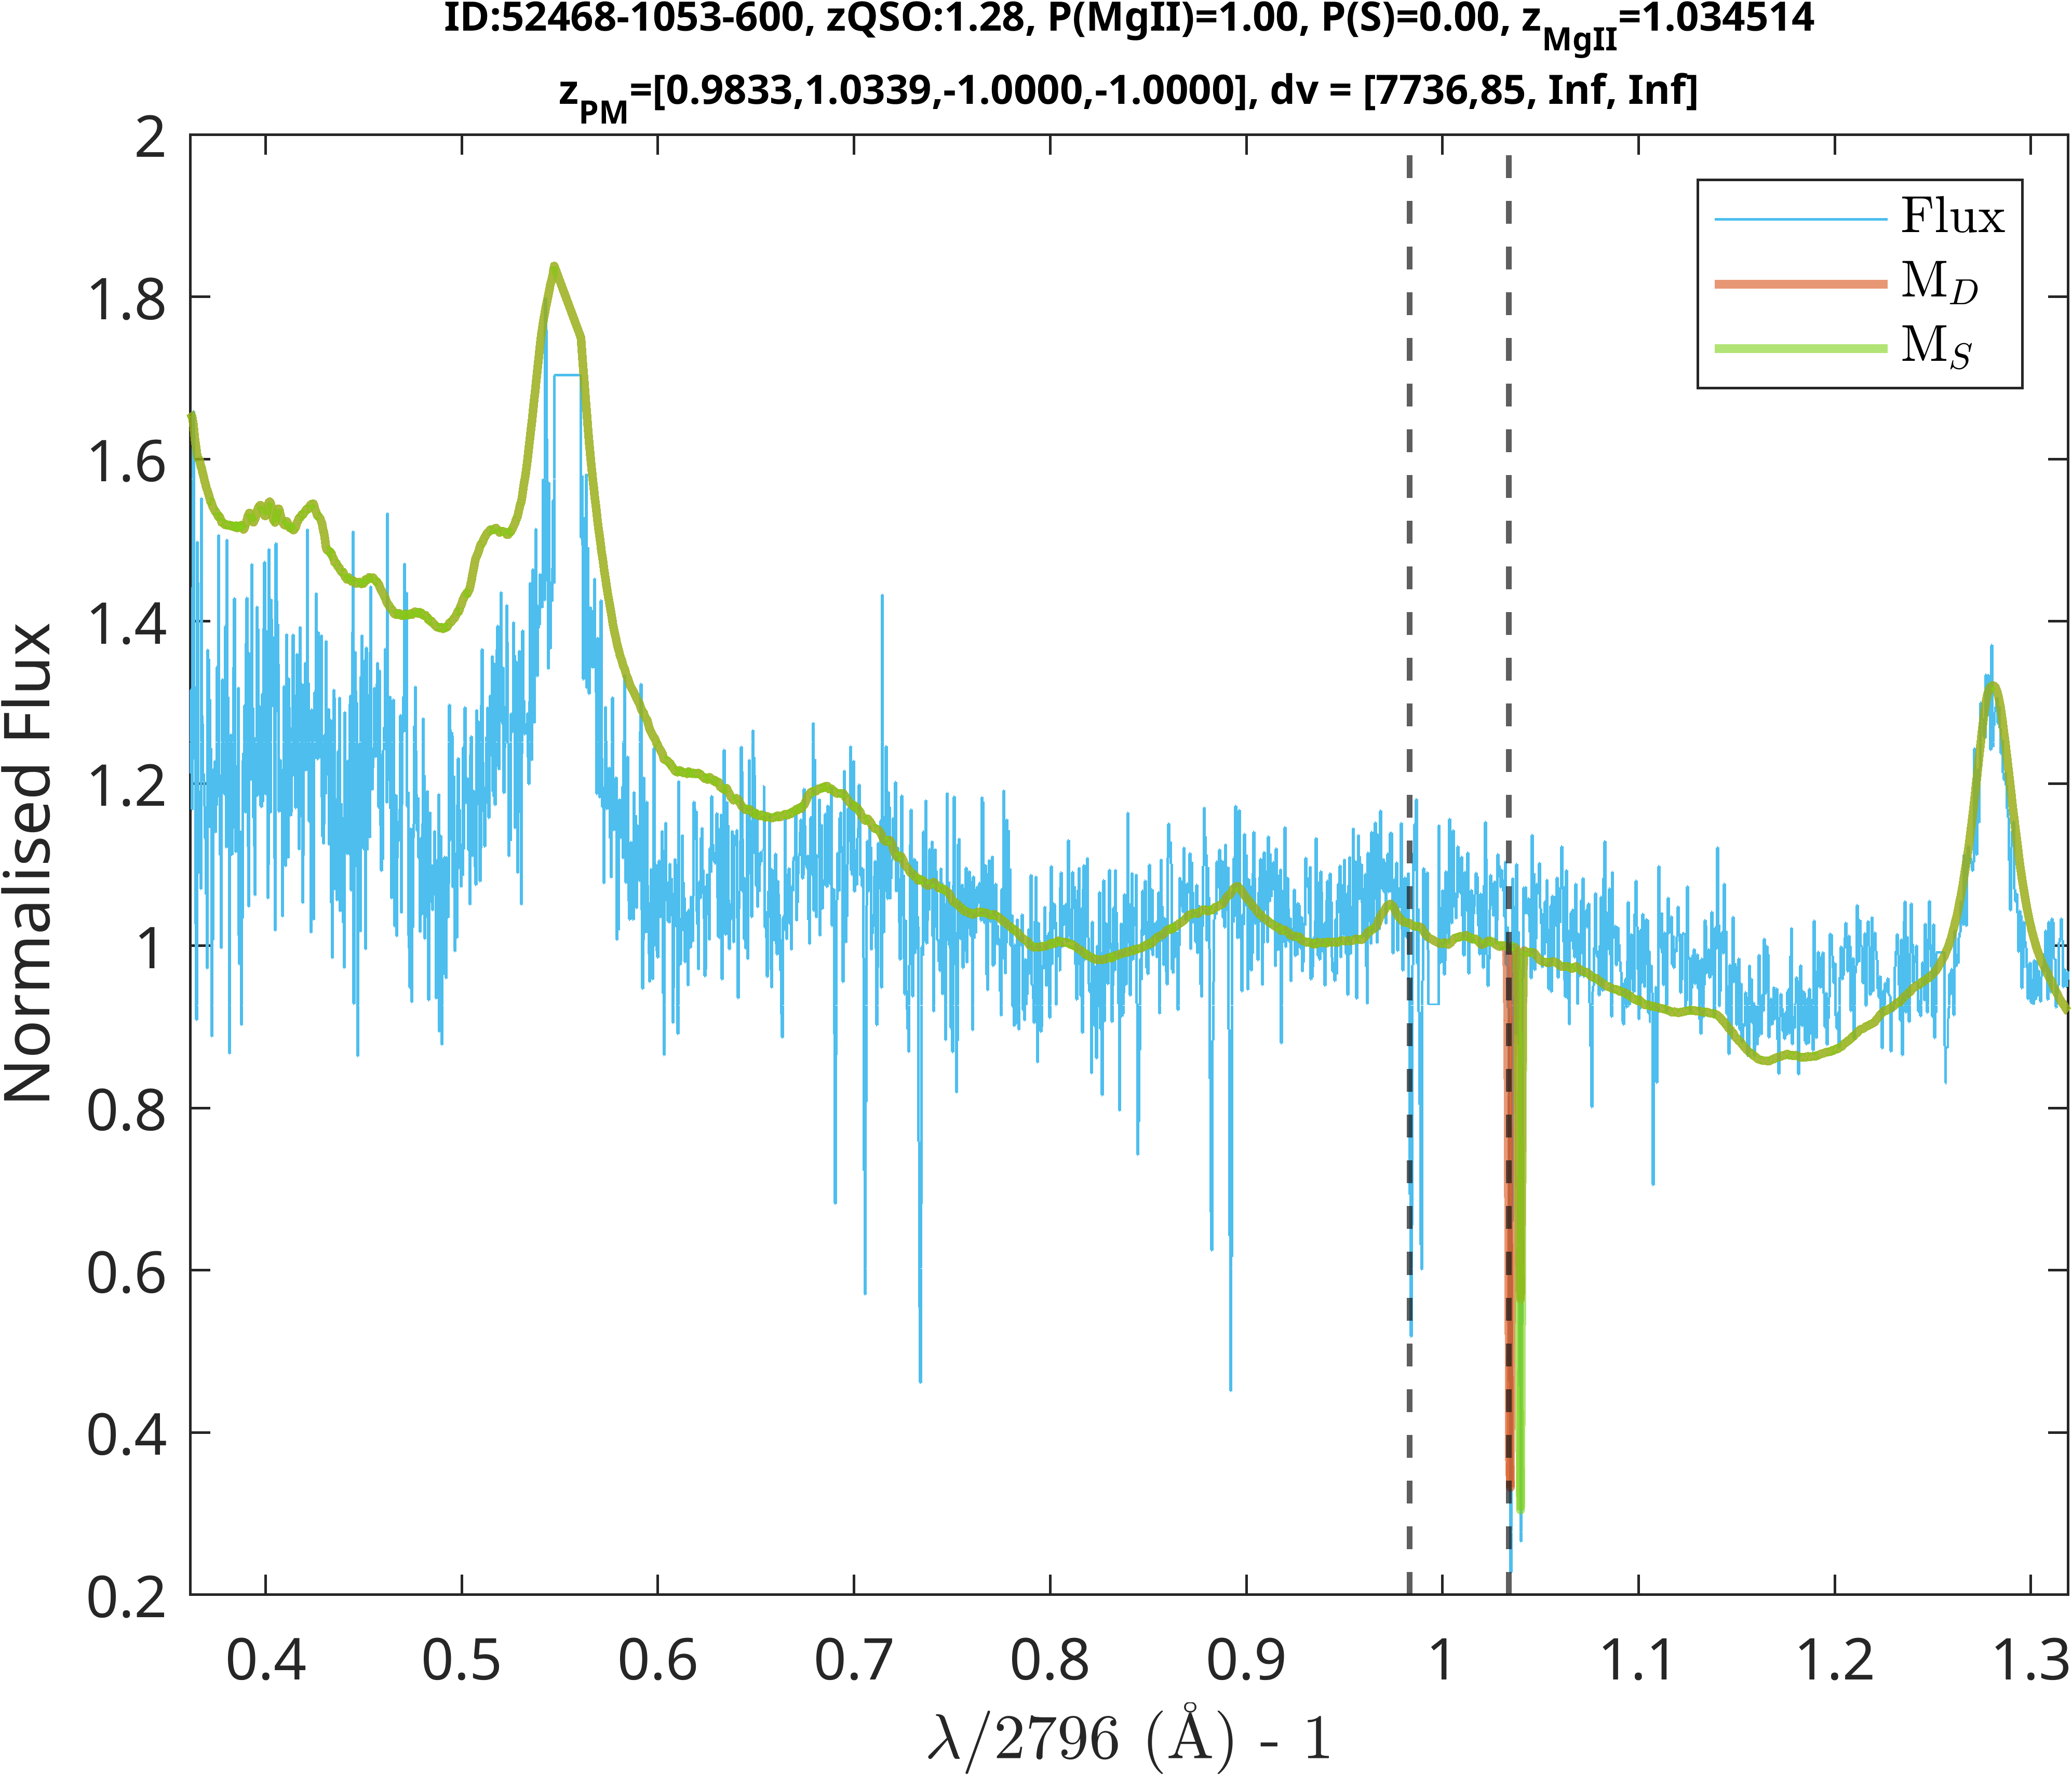 ID:52468-1053-600, zQSO:1.28, P(MgII)=1.00, P(S)=0.00, zMgII=1.034514
zPM=[0.9833,1.0339,-1.0000,-1.0000], dv = [7736,85, Inf, Inf]
2
1.8
1.6
1.4
1.2
1
0.8
0.6
0.4
0.2
Normalised Flux
Flux
MD
MS
0.4 0.5 0.6 0.7 0.8 0.9 1 1.1 1.2 1.3
λ/2796 (Å) - 1